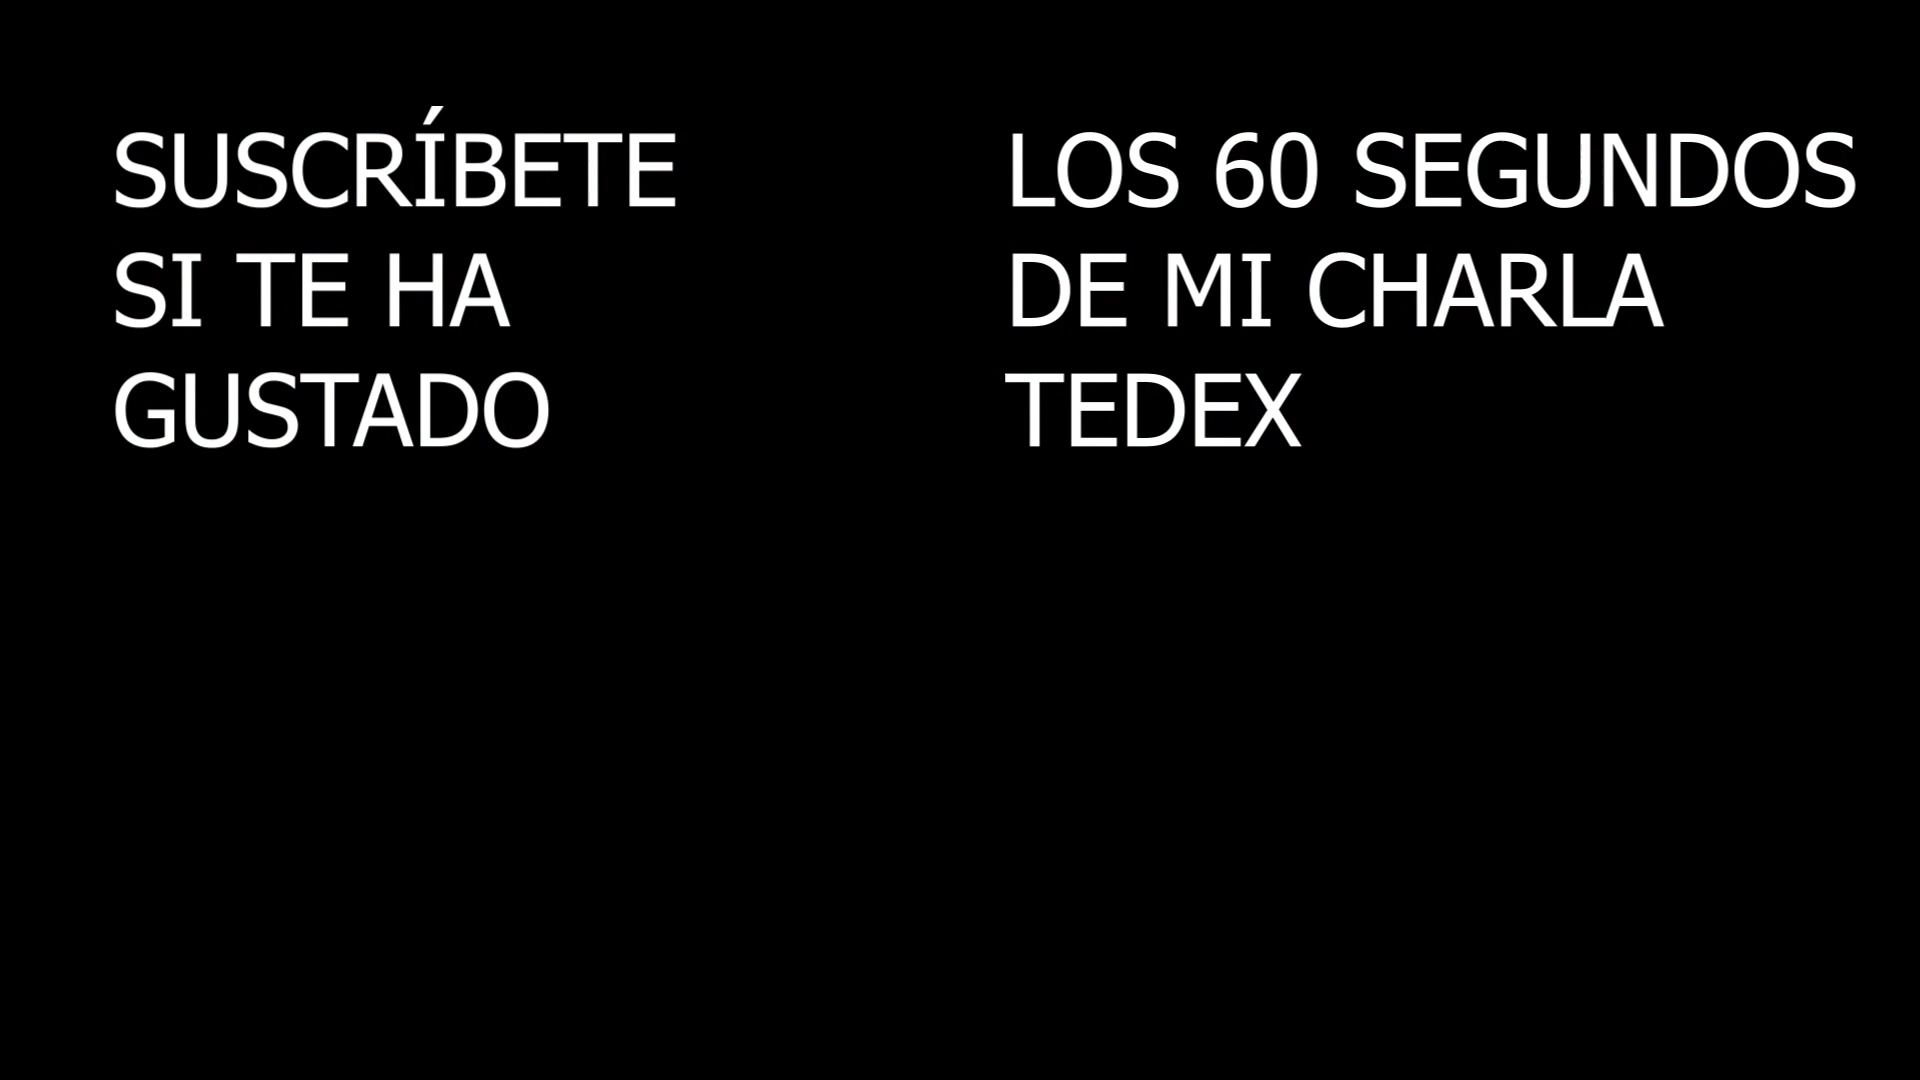 SUSCRÍBETE
SI TE HA
GUSTADO
LOS 60 SEGUNDOS
DE MI CHARLA
TEDEX